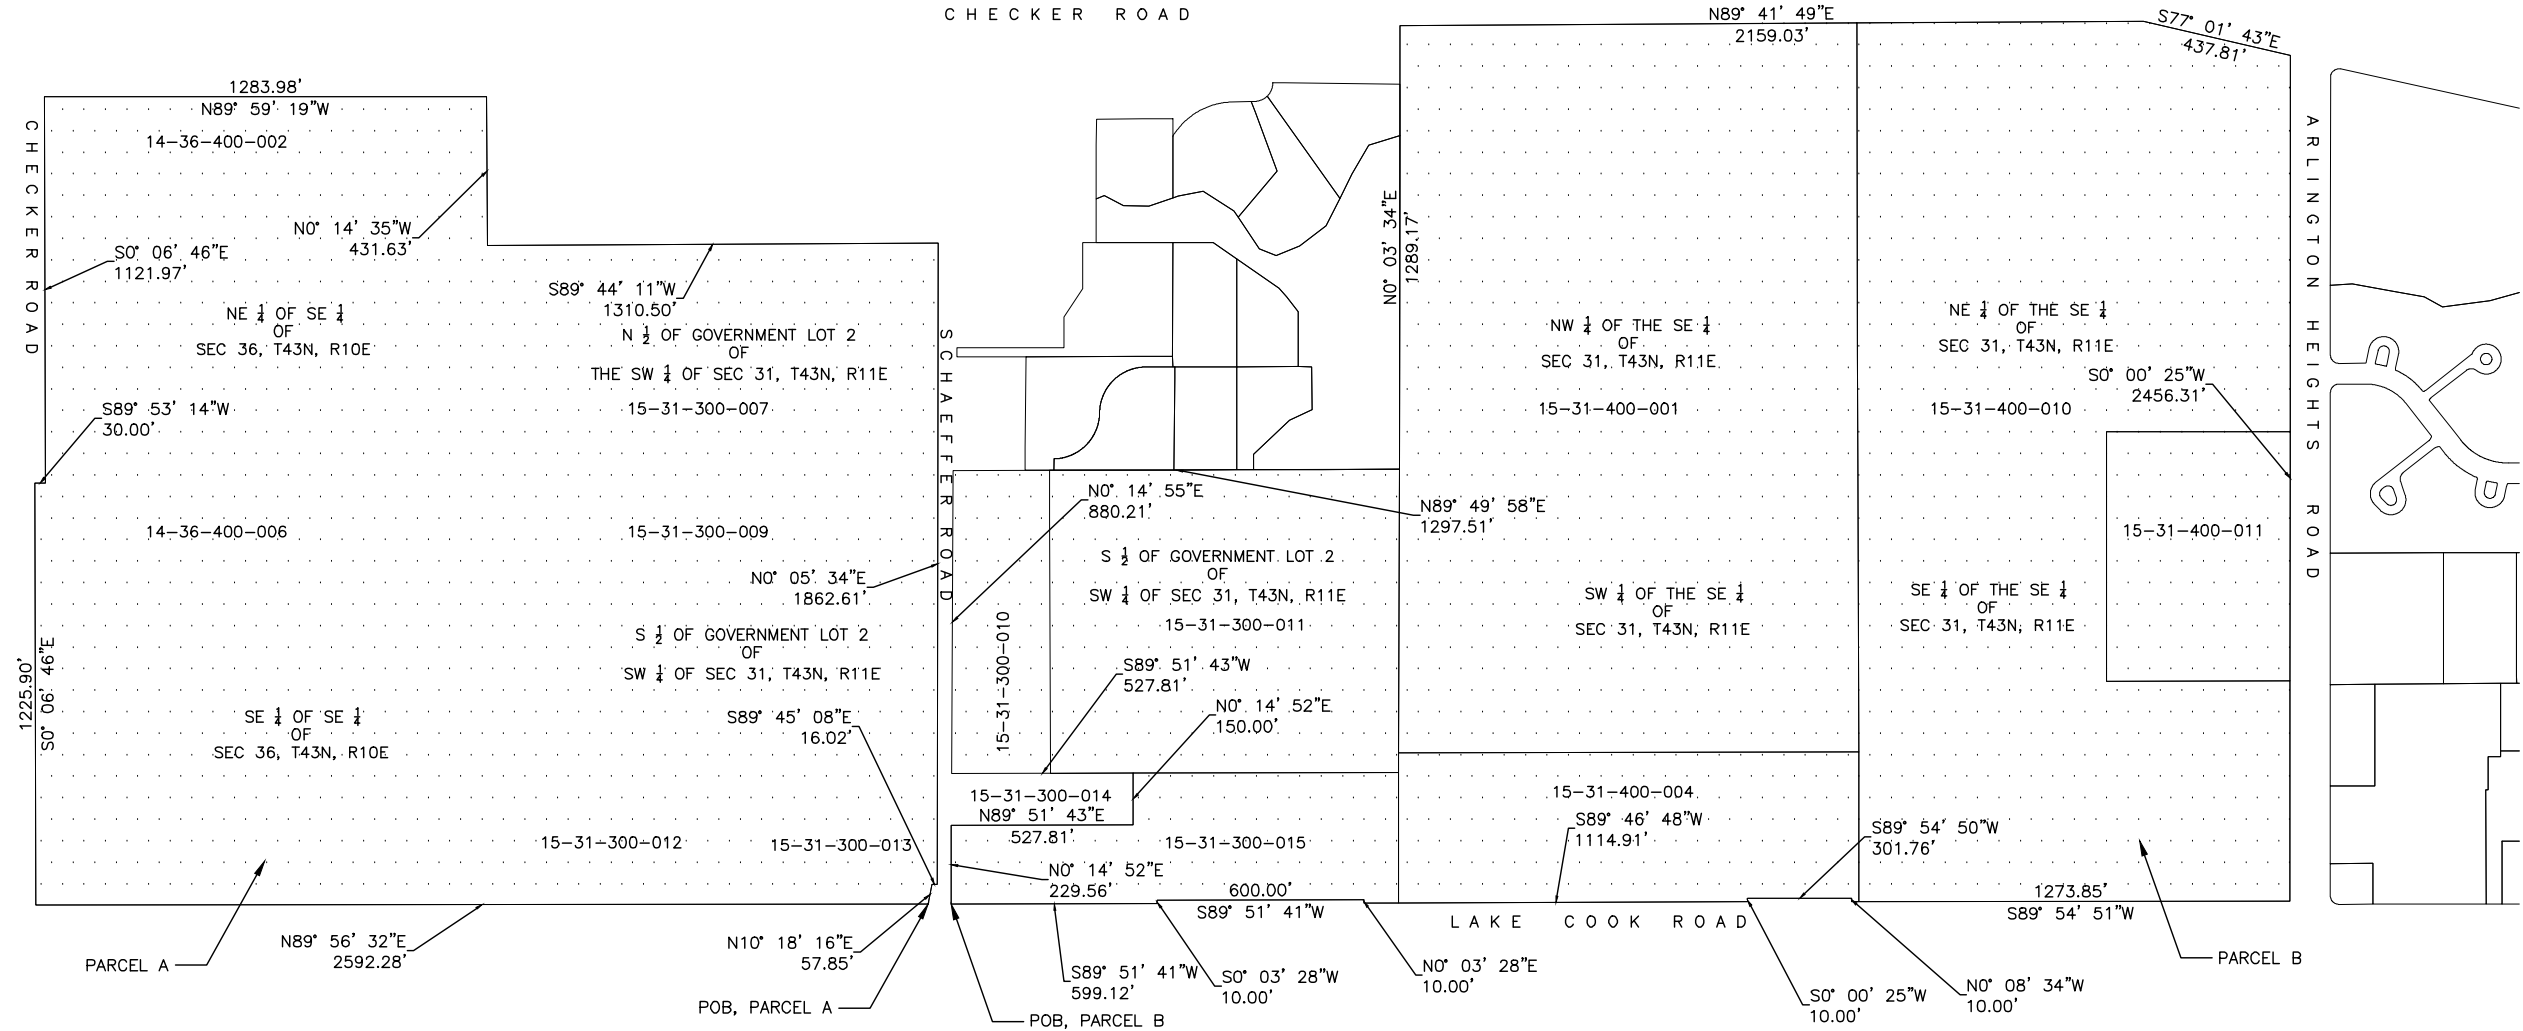 CHECKER ROAD
N89° 41' 49"E
2159.03'
S77° 01' 43"E
437.81'
1283.98'
N89° 59' 19"W
14-36-400-002
CHECKER ROAD
N0° 14' 35"W
431.63'
S0° 06' 46"E
1121.97'
S89° 44' 11"W
1310.50'
NE ¼ OF SE ¼
OF
SEC 36, T43N, R10E
N ½ OF GOVERNMENT LOT 2
OF
THE SW ¼ OF SEC 31, T43N, R11E
15-31-300-007
S89° 53' 14"W
30.00'
14-36-400-006
15-31-300-009
N0° 05' 34"E
1862.61'
S ½ OF GOVERNMENT LOT 2
OF
SW ¼ OF SEC 31, T43N, R11E
1225.90'
S0° 06' 46"E
SE ¼ OF SE ¼
OF
SEC 36, T43N, R10E
S89° 45' 08"E
16.02'
15-31-300-012
15-31-300-013
N89° 56' 32"E
2592.28'
PARCEL A
N10° 18' 16"E
57.85'
POB, PARCEL A
SCHAEFFER ROAD
N0° 03' 34"E
1289.17'
N0° 14' 55"E
880.21'
N89° 49' 58"E
1297.51'
S ½ OF GOVERNMENT LOT 2
OF
SW ¼ OF SEC 31, T43N, R11E
15-31-300-011
15-31-300-010
S89° 51' 43"W
527.81'
N0° 14' 52"E
150.00'
15-31-300-014
N89° 51' 43"E
527.81'
15-31-300-015
N0° 14' 52"E
229.56'
600.00'
S89° 51' 41"W
S89° 51' 41"W
599.12'
S0° 03' 28"W
10.00'
N0° 03' 28"E
10.00'
POB, PARCEL B
NW ¼ OF THE SE ¼
OF
SEC 31, T43N, R11E
15-31-400-001
NE ¼ OF THE SE ¼
OF
SEC 31, T43N, R11E
S0° 00' 25"W
2456.31'
15-31-400-010
15-31-400-011
SW ¼ OF THE SE ¼
OF
SEC 31, T43N, R11E
SE ¼ OF THE SE ¼
OF
SEC 31, T43N, R11E
15-31-400-004
S89° 46' 48"W
1114.91'
S89° 54' 50"W
301.76'
1273.85'
S89° 54' 51"W
LAKE COOK ROAD
S0° 00' 25"W
10.00'
N0° 08' 34"W
10.00'
PARCEL B
ARLINGTON HEIGHTS ROAD